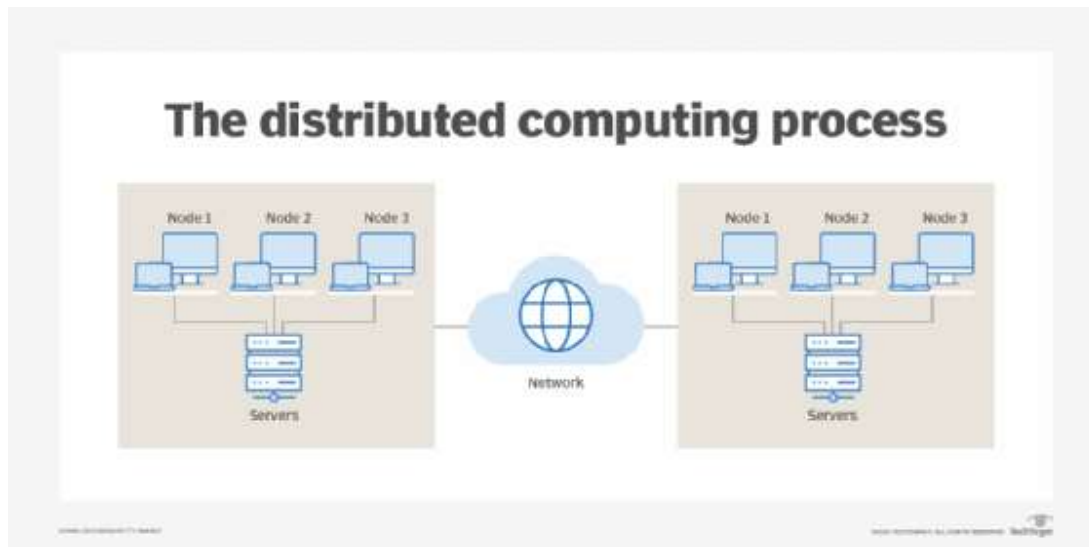 The distributed computing process
Node 1 Node 2 Node 3
Servers
Network
Node 1 Node 2 Node 3
Servers
TechTarget